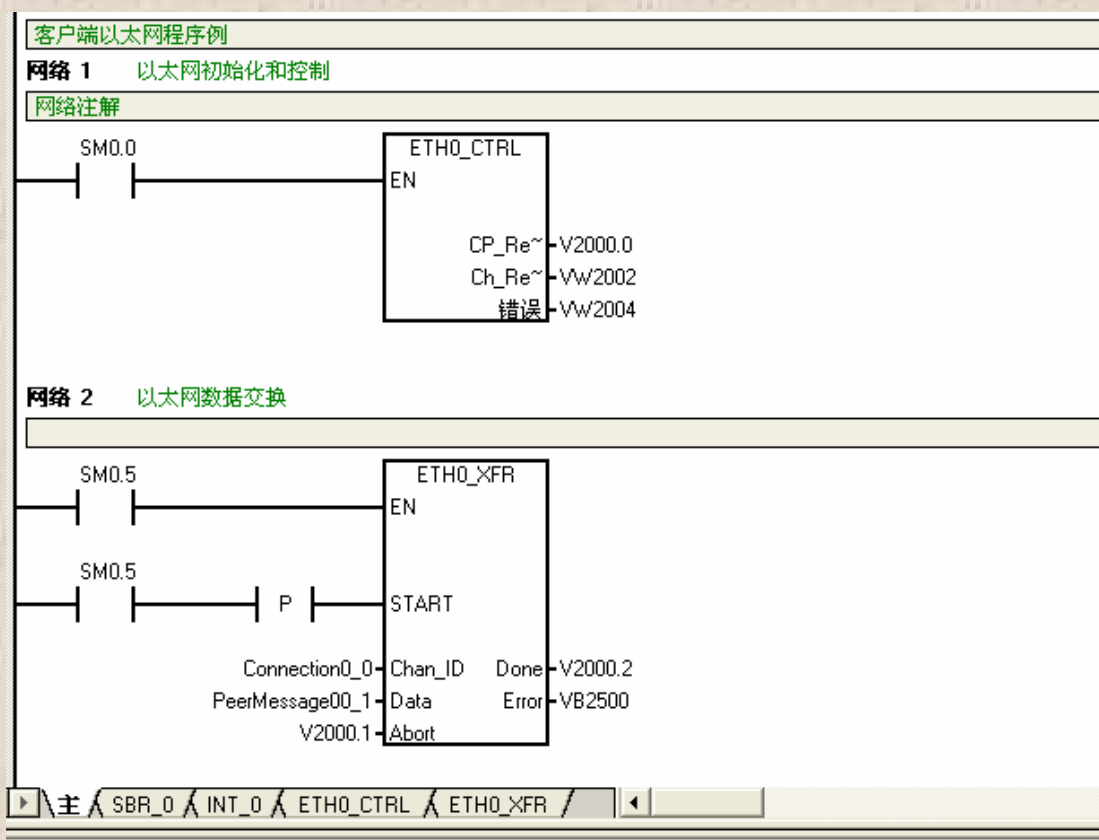 客户端以太网程序例
网络 1 以太网初始化和控制
网络注解
SM0.0
ETH0_CTRL
EN
CP_Re~ V2000.0
Ch_Re~ VW2002
错误 VW2004
网络 2 以太网数据交换
SM0.5
ETH0_XFR
EN
SM0.5
P
START
Connection0_0 Chan_ID Done V2000.2
PeerMessage00_1 Data Error VB2500
V2000.1 Abort
主 SBR_0 INT_0 ETH0_CTRL ETH0_XFR